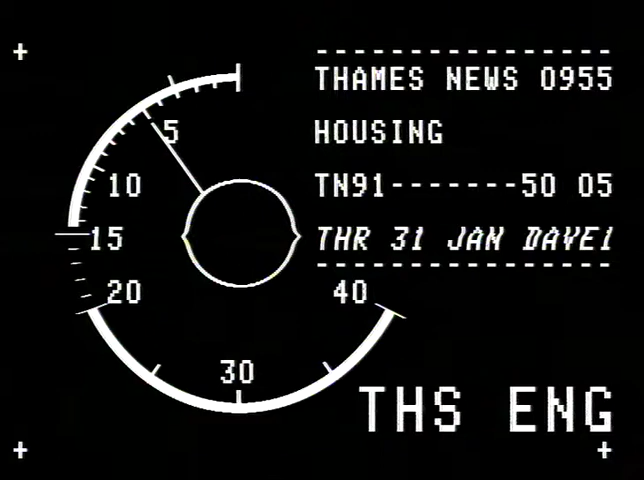 THAMES NEWS 0955
HOUSING
TN91-------50 05
THR 31 JAN DAVE1
5
10
15
20
30
40
THS ENG